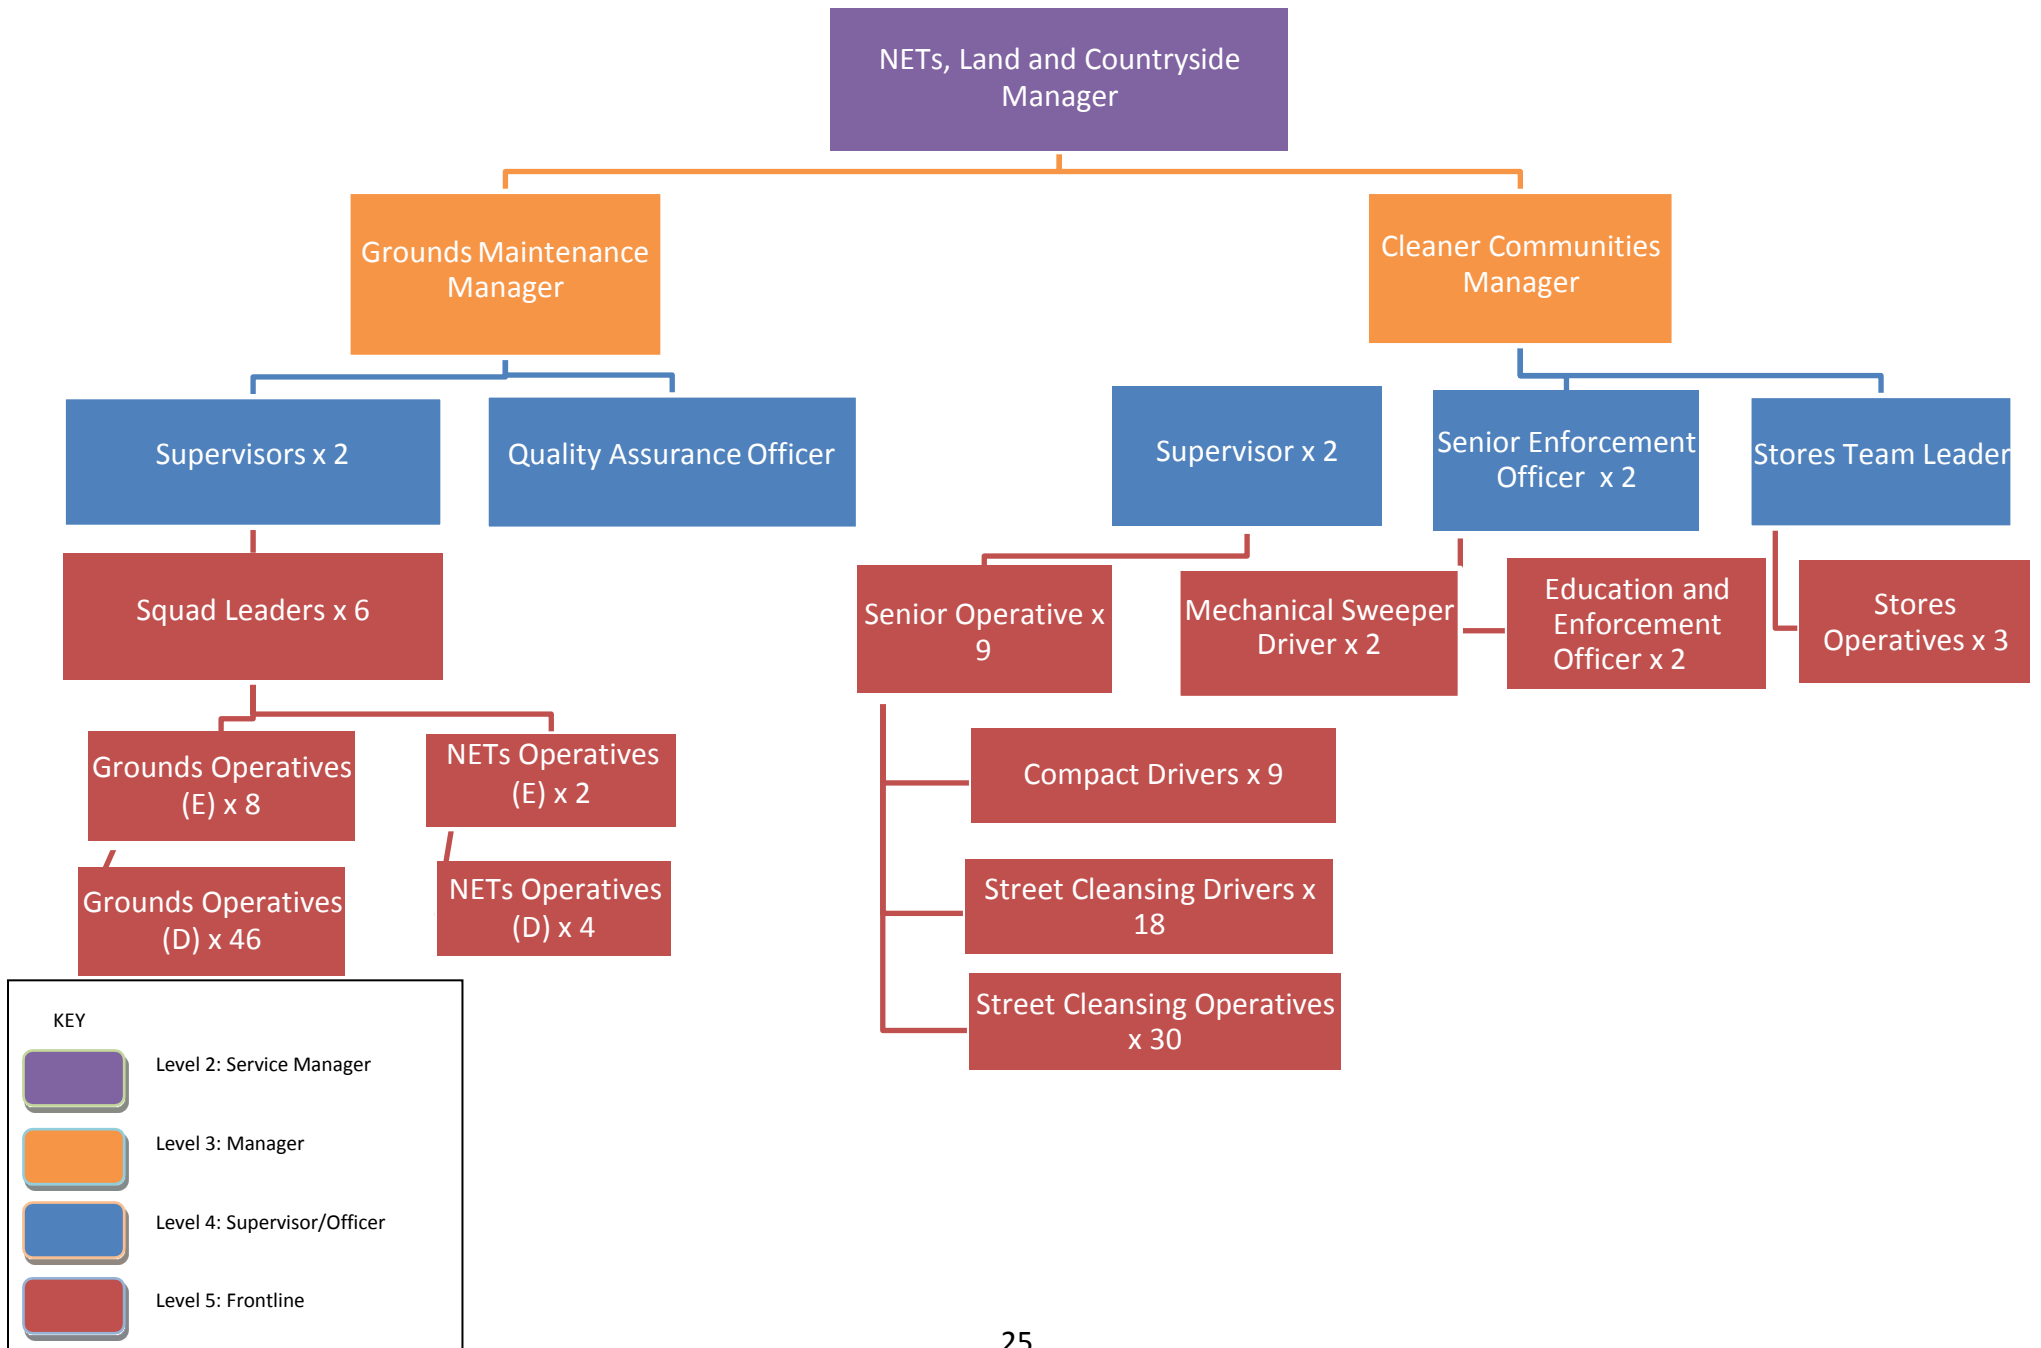 NETs, Land and Countryside
Manager
Grounds Maintenance
Manager
Cleaner Communities
Manager
Supervisors x 2
Quality Assurance Officer
Supervisor x 2
Senior Enforcement
Officer x 2
Stores Team Leader
Squad Leaders x 6
Senior Operative x
9
Mechanical Sweeper
Driver x 2
Education and
Enforcement
Officer x 2
Stores
Operatives x 3
Grounds Operatives
(E) x 8
NETs Operatives
(E) x 2
Compact Drivers x 9
Grounds Operatives
(D) x 46
NETs Operatives
(D) x 4
Street Cleansing Drivers x
18
Street Cleansing Operatives
x 30
KEY
Level 2: Service Manager
Level 3: Manager
Level 4: Supervisor/Officer
Level 5: Frontline
25